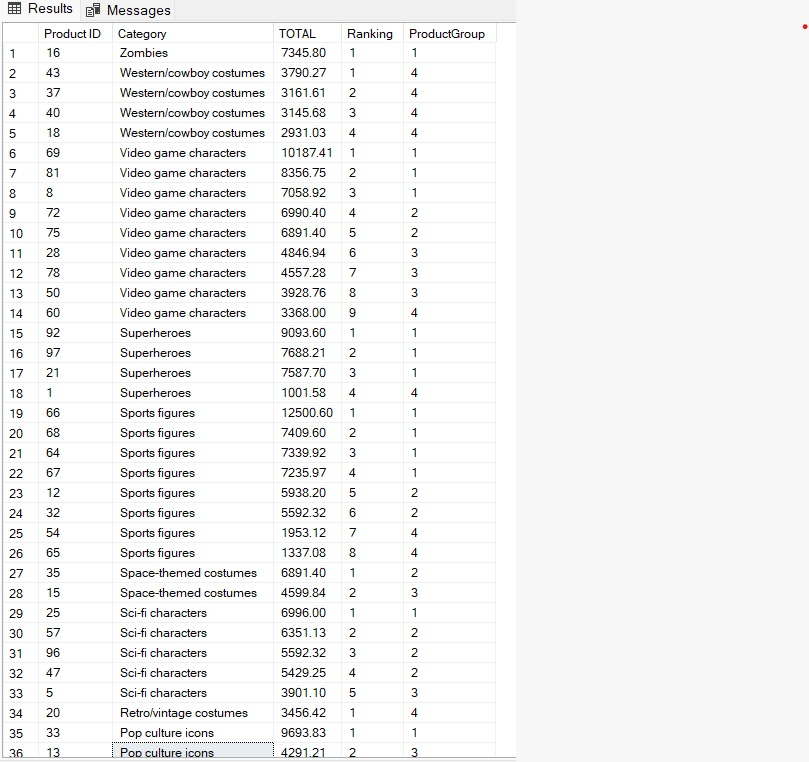 Results Messages
Product ID Category TOTAL Ranking ProductGroup
1 16 Zombies 7345.80 1 1
2 43 Western/cowboy costumes 3790.27 1 4
3 37 Western/cowboy costumes 3161.61 2 4
4 40 Western/cowboy costumes 3145.68 3 4
5 18 Western/cowboy costumes 2931.03 4 4
6 69 Video game characters 10187.41 1 1
7 81 Video game characters 8356.75 2 1
8 8 Video game characters 7058.92 3 1
9 72 Video game characters 6990.40 4 2
10 75 Video game characters 6891.40 5 2
11 28 Video game characters 4846.94 6 3
12 78 Video game characters 4557.28 7 3
13 50 Video game characters 3928.76 8 3
14 60 Video game characters 3368.00 9 4
15 92 Superheroes 9093.60 1 1
16 97 Superheroes 7688.21 2 1
17 21 Superheroes 7587.70 3 1
18 1 Superheroes 1001.58 4 4
19 66 Sports figures 12500.60 1 1
20 68 Sports figures 7409.60 2 1
21 64 Sports figures 7339.92 3 1
22 67 Sports figures 7235.97 4 1
23 12 Sports figures 5938.20 5 2
24 32 Sports figures 5592.32 6 2
25 54 Sports figures 1953.12 7 4
26 65 Sports figures 1337.08 8 4
27 35 Space-themed costumes 6891.40 1 2
28 15 Space-themed costumes 4599.84 2 3
29 25 Sci-fi characters 6996.00 1 1
30 57 Sci-fi characters 6351.13 2 2
31 96 Sci-fi characters 5592.32 3 2
32 47 Sci-fi characters 5429.25 4 2
33 5 Sci-fi characters 3901.10 5 3
34 20 Retro/vintage costumes 3456.42 1 4
35 33 Pop culture icons 9693.83 1 1
36 13 Pop culture icons 4291.21 2 3